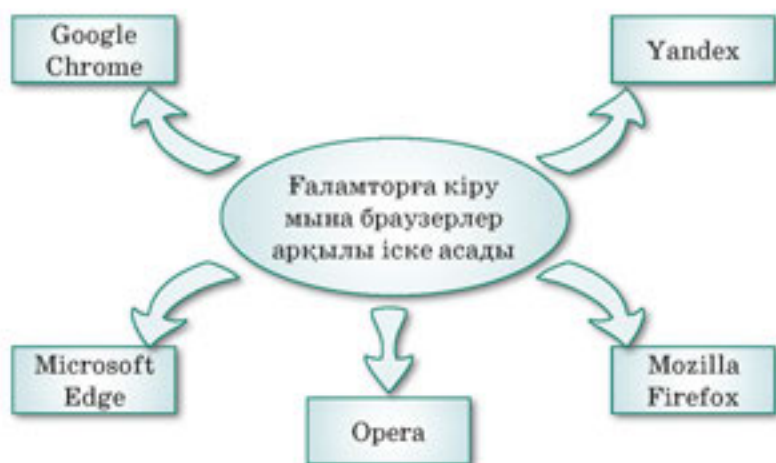 Google
Chrome
Yandex
Ғаламторға кіру
мына браузерлер
арқылы іске асады
Microsoft
Edge
Opera
Mozilla
Firefox